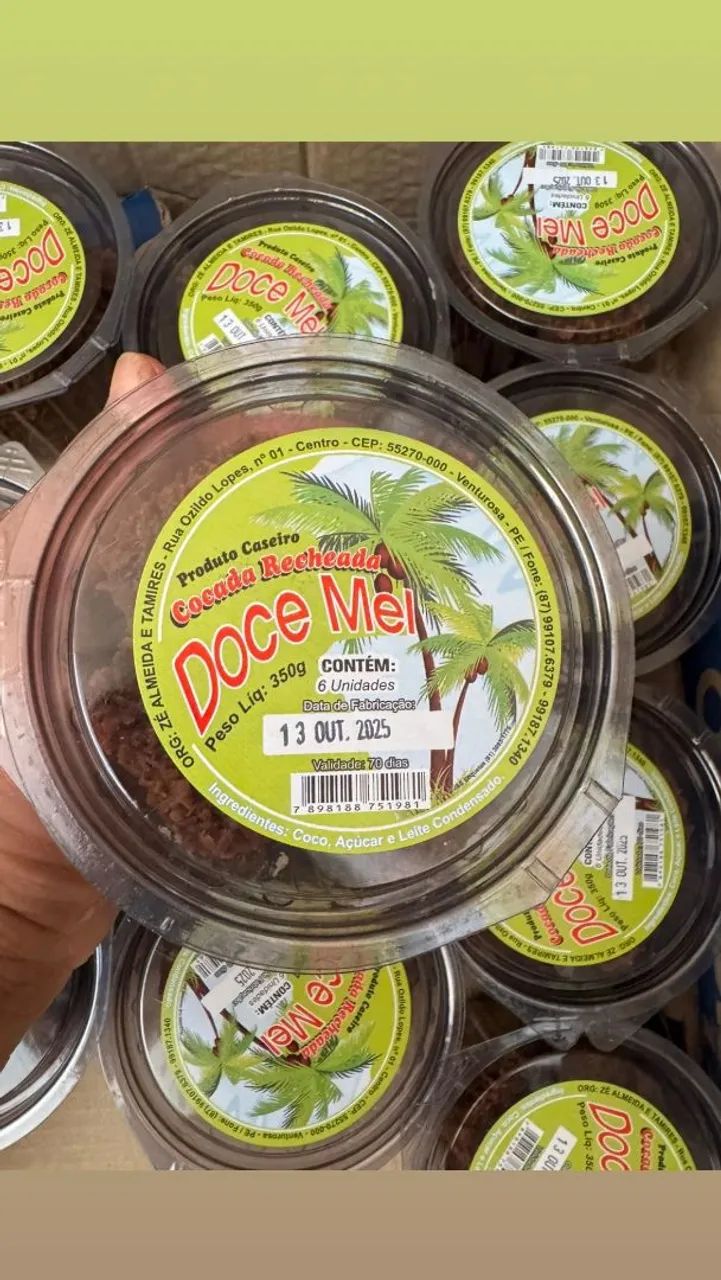 ORG: ZÉ ALMEIDA E TAMIRES - Rua Ozildo Lopes, nº 01 - Centro - CEP: 55270-000 - Venturosa - PE / Fone: (87) 99107.6379 - 99187.1340
Produto Caseiro
Cocada Recheada
DOCE MEL
Peso Líq: 350g
CONTÉM:
6 Unidades
Data de Fabricação:
13 OUT. 2025
Validade: 70 dias
7 898188 751981
Ingredientes: Coco, Açúcar e Leite Condensado.